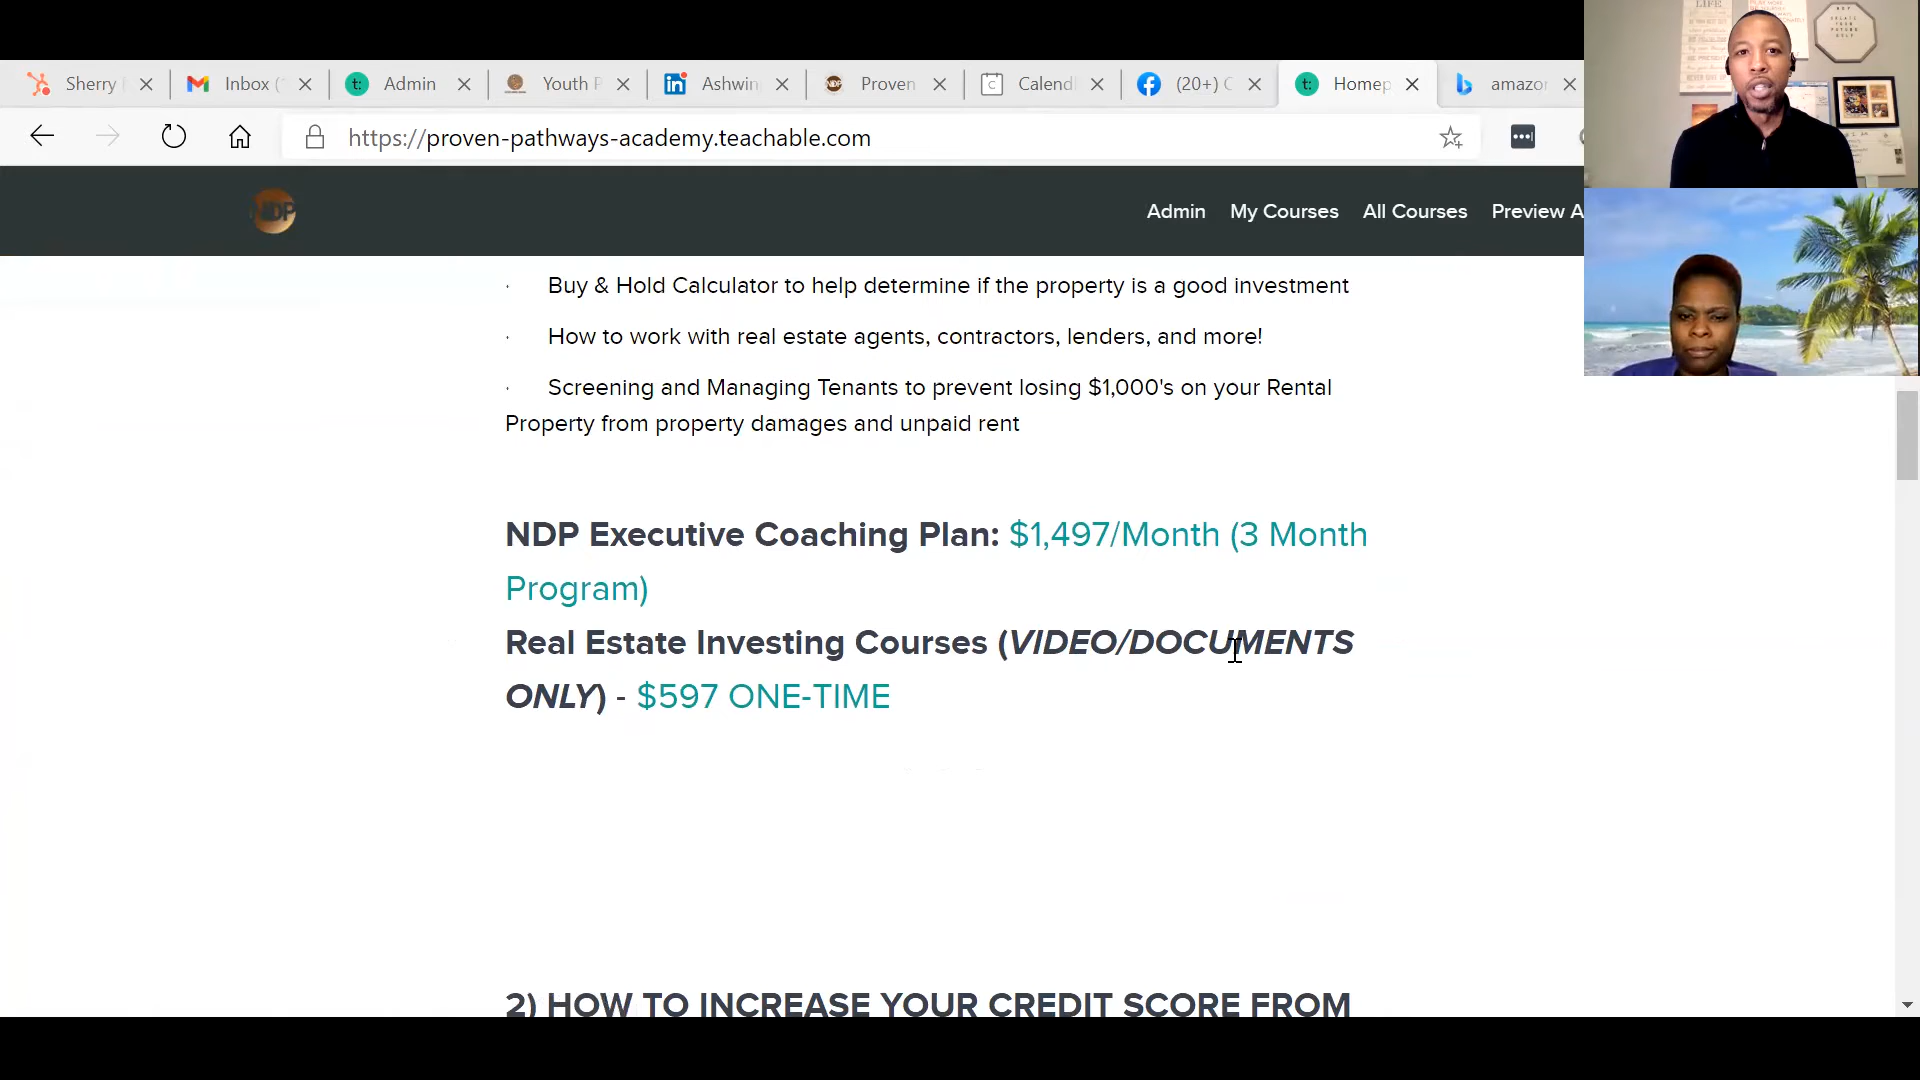 Sherry
Inbox (
Admin
Youth P
Ashwin
Proven
Calend
(20+) C
Homep
amazo
https://proven-pathways-academy.teachable.com
NDP
Admin My Courses All Courses Preview A
· Buy & Hold Calculator to help determine if the property is a good investment
· How to work with real estate agents, contractors, lenders, and more!
· Screening and Managing Tenants to prevent losing $1,000's on your Rental
Property from property damages and unpaid rent
NDP Executive Coaching Plan: $1,497/Month (3 Month
Program)
Real Estate Investing Courses (VIDEO/DOCUMENTS
ONLY) - $597 ONE-TIME
2) HOW TO INCREASE YOUR CREDIT SCORE FROM
LIFE